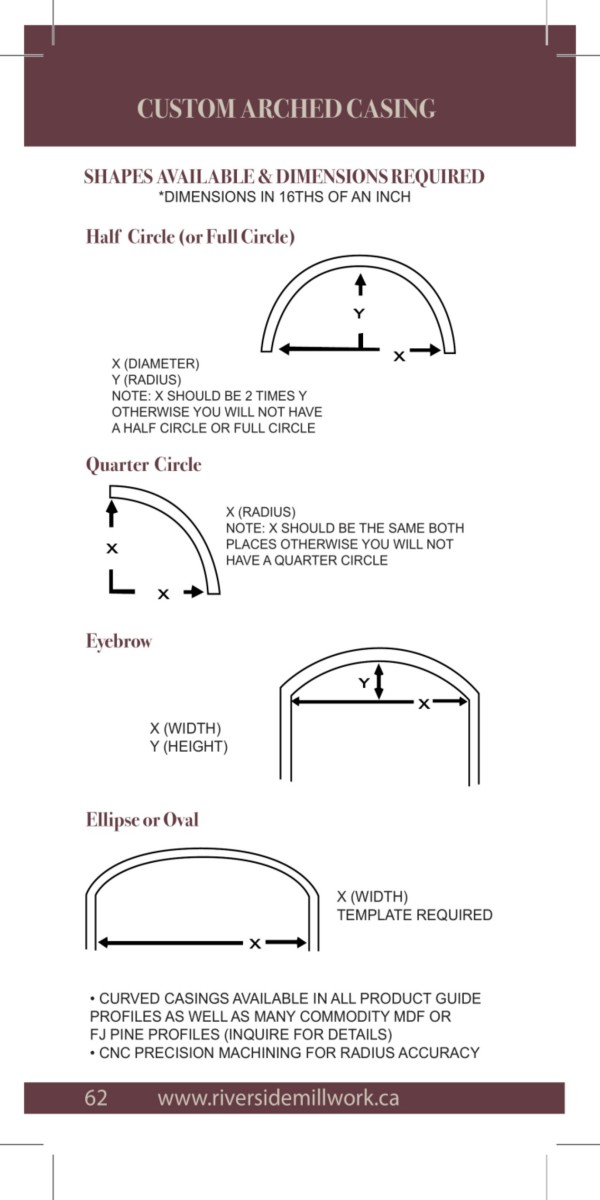 CUSTOM ARCHED CASING
SHAPES AVAILABLE & DIMENSIONS REQUIRED
*DIMENSIONS IN 16THS OF AN INCH
Half Circle (or Full Circle)
Y
X
X (DIAMETER)
Y (RADIUS)
NOTE: X SHOULD BE 2 TIMES Y
OTHERWISE YOU WILL NOT HAVE
A HALF CIRCLE OR FULL CIRCLE
Quarter Circle
X
X
X (RADIUS)
NOTE: X SHOULD BE THE SAME BOTH
PLACES OTHERWISE YOU WILL NOT
HAVE A QUARTER CIRCLE
Eyebrow
Y
X
X (WIDTH)
Y (HEIGHT)
Ellipse or Oval
X
X (WIDTH)
TEMPLATE REQUIRED
• CURVED CASINGS AVAILABLE IN ALL PRODUCT GUIDE
PROFILES AS WELL AS MANY COMMODITY MDF OR
FJ PINE PROFILES (INQUIRE FOR DETAILS)
• CNC PRECISION MACHINING FOR RADIUS ACCURACY
62 www.riversidemillwork.ca